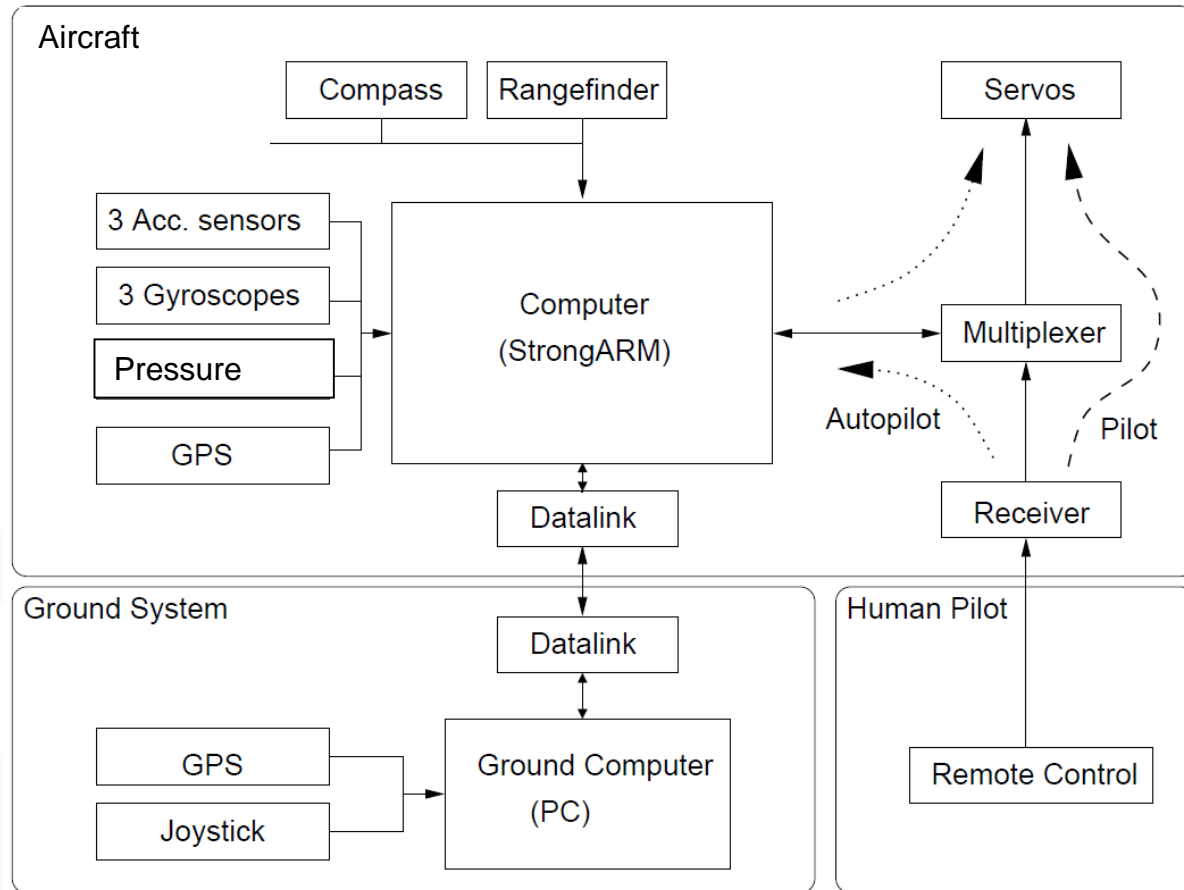 Aircraft
Compass
Rangefinder
Servos
3 Acc. sensors
3 Gyroscopes
Pressure
GPS
Computer
(StrongARM)
Multiplexer
Autopilot
Pilot
Datalink
Receiver
Ground System
Datalink
GPS
Joystick
Ground Computer
(PC)
Human Pilot
Remote Control